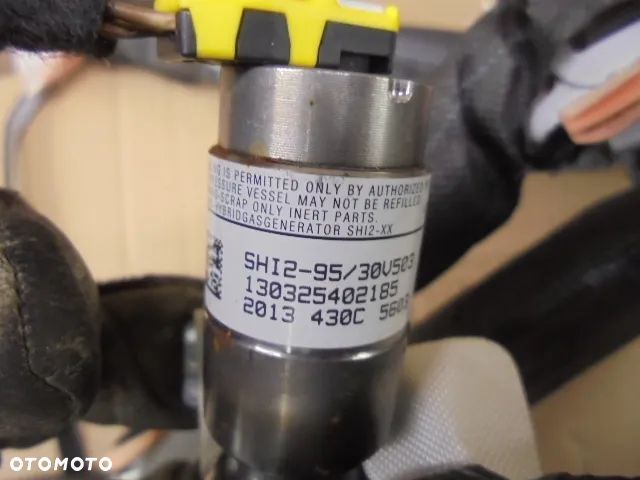 IS PERMITTED ONLY BY AUTHORIZED
PRESSURE VESSEL MAY NOT BE REFILLED.
SCRAP ONLY INERT PARTS.
HYBRIDGASGENERATOR SHI2-XX
SHI2-95/30V503
130325402185
2013 430C 5603
OTOMOTO